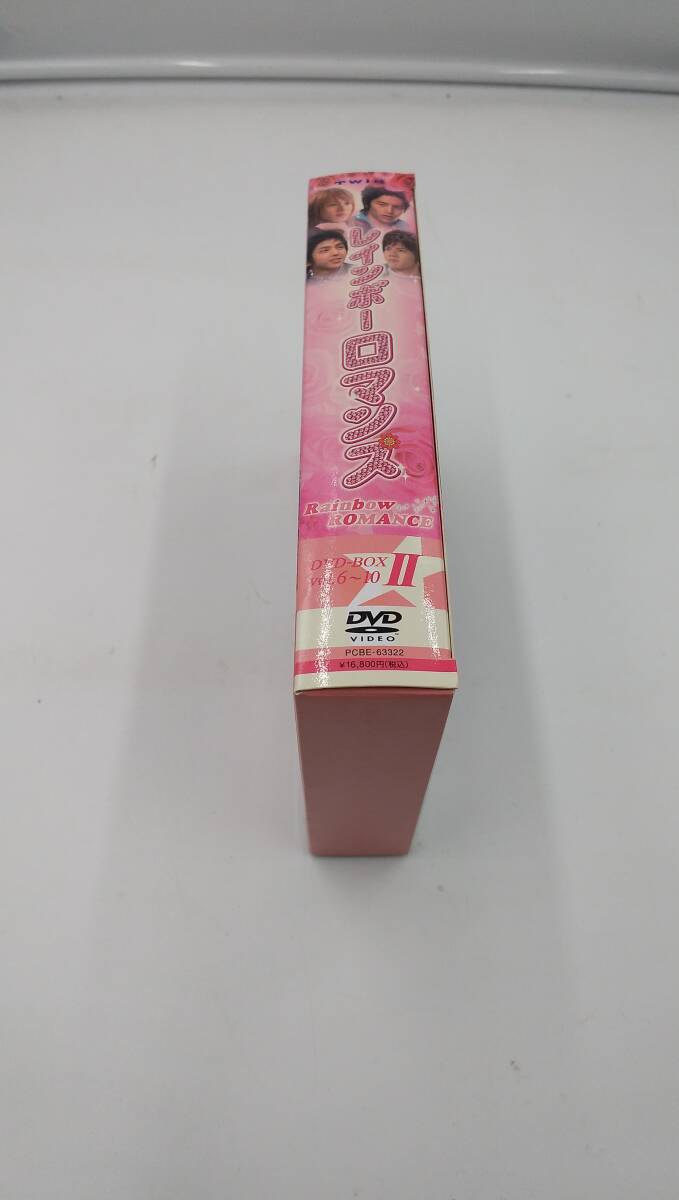 TWIN
レインボーロマンス
Rainbow
ROMANCE
DVD-BOX II
vol.6～10
DVD
VIDEO
PCBE-63322
¥16,800円(税込)